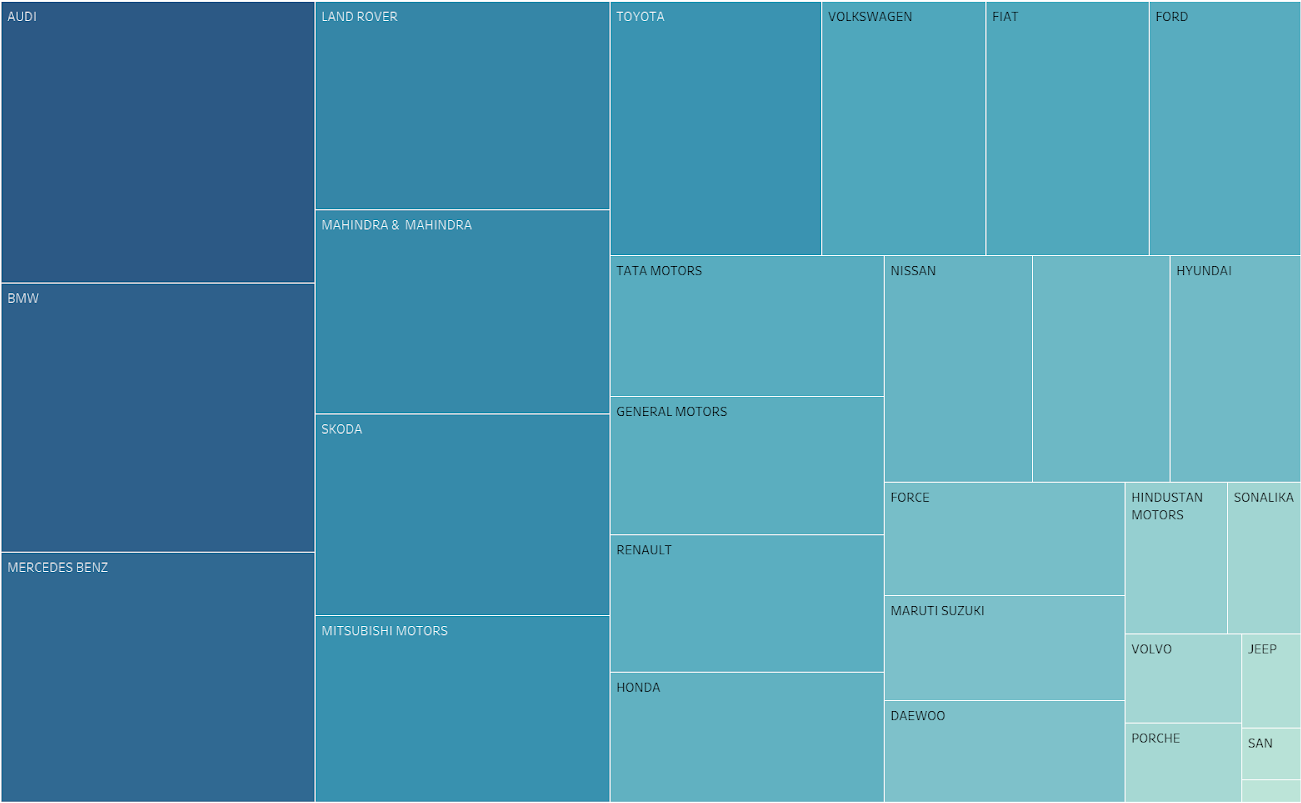 AUDI
BMW
MERCEDES BENZ
LAND ROVER
MAHINDRA & MAHINDRA
SKODA
MITSUBISHI MOTORS
TOYOTA
VOLKSWAGEN
FIAT
FORD
TATA MOTORS
GENERAL MOTORS
RENAULT
HONDA
NISSAN
HYUNDAI
FORCE
MARUTI SUZUKI
DAEWOO
HINDUSTAN
MOTORS
SONALIKA
VOLVO
PORCHE
JEEP
SAN